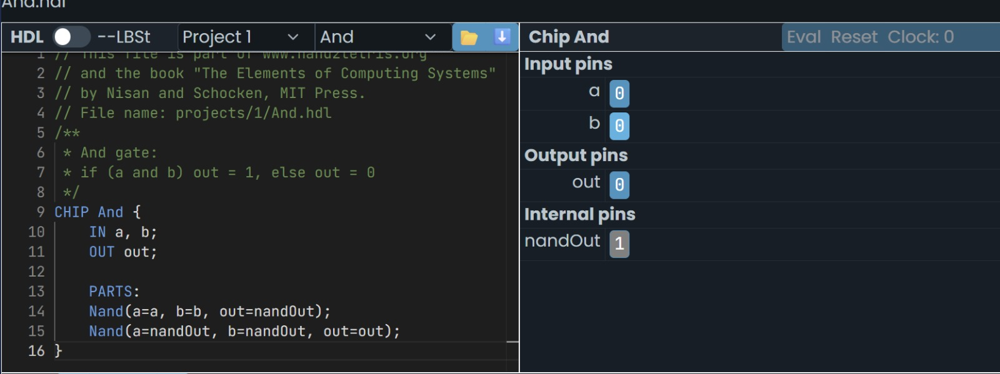 And.hdl
HDL --LBSt Project 1 And
1 // This file is part of www.nand2tetris.org
2 // and the book "The Elements of Computing Systems"
3 // by Nisan and Schocken, MIT Press.
4 // File name: projects/1/And.hdl
5 /**
6 * And gate:
7 * if (a and b) out = 1, else out = 0
8 */
9 CHIP And {
10 IN a, b;
11 OUT out;
12
13 PARTS:
14 Nand(a=a, b=b, out=nandOut);
15 Nand(a=nandOut, b=nandOut, out=out);
16 }
Chip And Eval Reset Clock: 0
Input pins
a 0
b 0
Output pins
out 0
Internal pins
nandOut 1